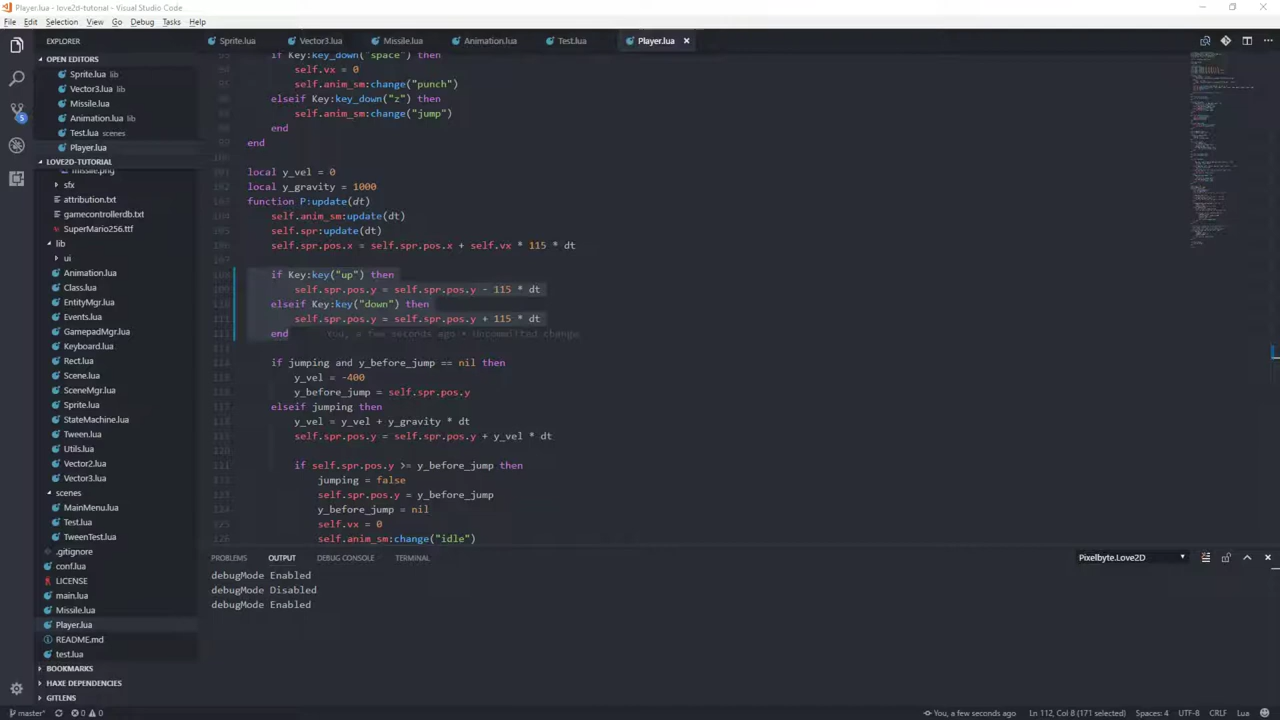 Player.lua - love2d-tutorial - Visual Studio Code
File Edit Selection View Go Debug Tasks Help
EXPLORER
OPEN EDITORS
Sprite.lua lib
Vector3.lua lib
Missile.lua
Animation.lua lib
Test.lua scenes
Player.lua
LOVE2D-TUTORIAL
missile.png
sfx
attribution.txt
gamecontrollerdb.txt
SuperMario256.ttf
lib
ui
Animation.lua
Class.lua
EntityMgr.lua
Events.lua
GamepadMgr.lua
Keyboard.lua
Rect.lua
Scene.lua
SceneMgr.lua
Sprite.lua
StateMachine.lua
Tween.lua
Utils.lua
Vector2.lua
Vector3.lua
scenes
MainMenu.lua
Test.lua
TweenTest.lua
.gitignore
conf.lua
LICENSE
main.lua
Missile.lua
Player.lua
README.md
test.lua
BOOKMARKS
HAXE DEPENDENCIES
GITLENS
5
Sprite.lua Vector3.lua Missile.lua Animation.lua Test.lua Player.lua
if Key:key_down("space") then
self.vx = 0
self.anim_sm:change("punch")
elseif Key:key_down("z") then
self.anim_sm:change("jump")
end
end
local y_vel = 0
local y_gravity = 1000
function P:update(dt)
self.anim_sm:update(dt)
self.spr:update(dt)
self.spr.pos.x = self.spr.pos.x + self.vx * 115 * dt
if Key:key("up") then
self.spr.pos.y = self.spr.pos.y - 115 * dt
elseif Key:key("down") then
self.spr.pos.y = self.spr.pos.y + 115 * dt
end You, a few seconds ago • Uncommitted change
if jumping and y_before_jump == nil then
y_vel = -400
y_before_jump = self.spr.pos.y
elseif jumping then
y_vel = y_vel + y_gravity * dt
self.spr.pos.y = self.spr.pos.y + y_vel * dt
if self.spr.pos.y >= y_before_jump then
jumping = false
self.spr.pos.y = y_before_jump
y_before_jump = nil
self.vx = 0
self.anim_sm:change("idle")
PROBLEMS OUTPUT DEBUG CONSOLE TERMINAL Pixelbyte.Love2D
debugMode Enabled
debugMode Disabled
debugMode Enabled
master* 0 0 You, a few seconds ago Ln 112, Col 8 (171 selected) Spaces: 4 UTF-8 CRLF Lua